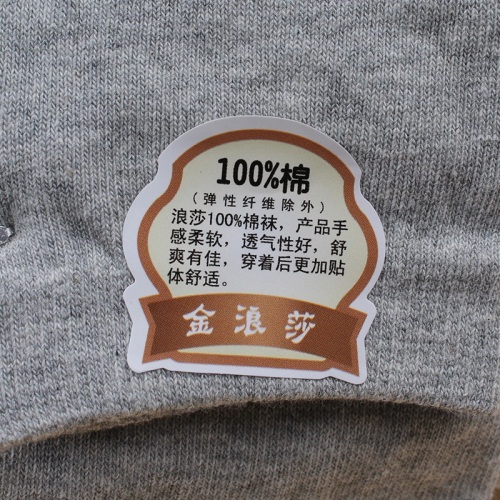 100%棉
(弹性纤维除外)
浪莎100%棉袜，产品手
感柔软，透气性好，舒
爽有佳，穿着后更加贴
体舒适。
金浪莎